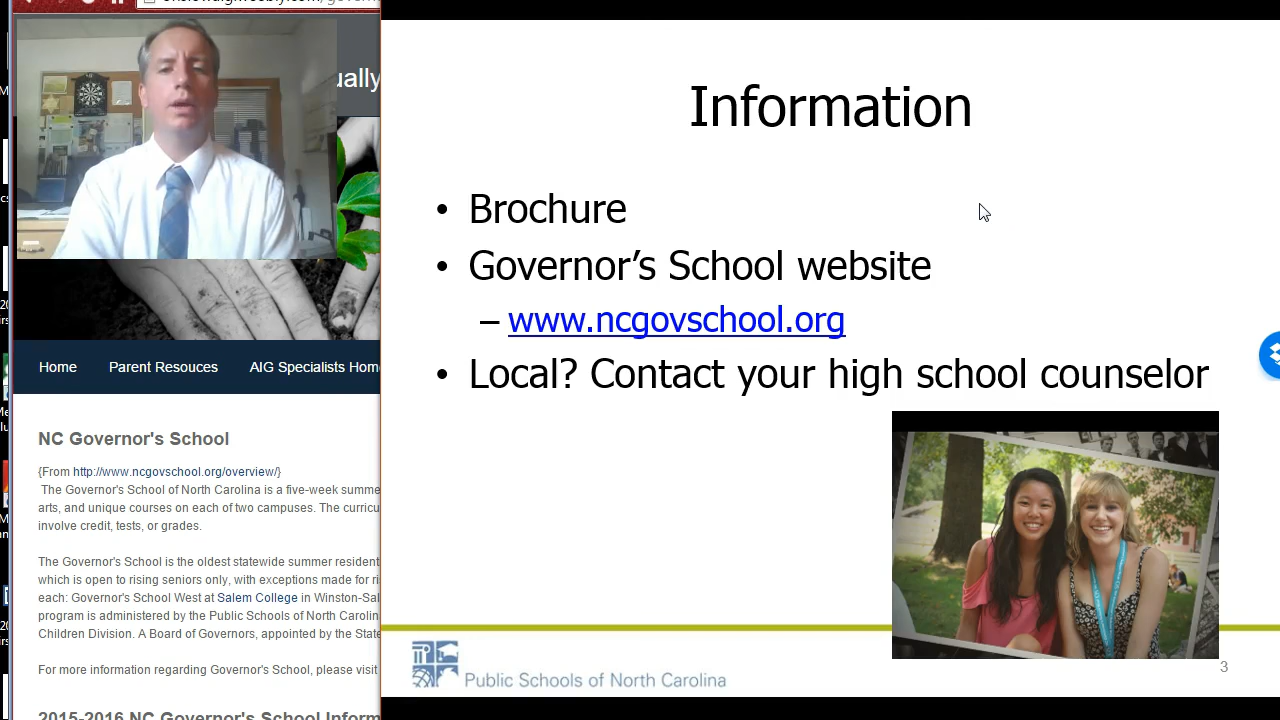 ually
Home Parent Resouces AIG Specialists Hom
NC Governor's School
{From http://www.ncgovschool.org/overview/}
The Governor's School of North Carolina is a five-week summe
arts, and unique courses on each of two campuses. The curricu
involve credit, tests, or grades.
The Governor's School is the oldest statewide summer resident
which is open to rising seniors only, with exceptions made for ri
each: Governor's School West at Salem College in Winston-Sal
program is administered by the Public Schools of North Carolin
Children Division. A Board of Governors, appointed by the State
For more information regarding Governor's School, please visit
2015-2016 NC Governor's School Inform
Information
• Brochure
• Governor’s School website
– www.ncgovschool.org
• Local? Contact your high school counselor
Public Schools of North Carolina
3